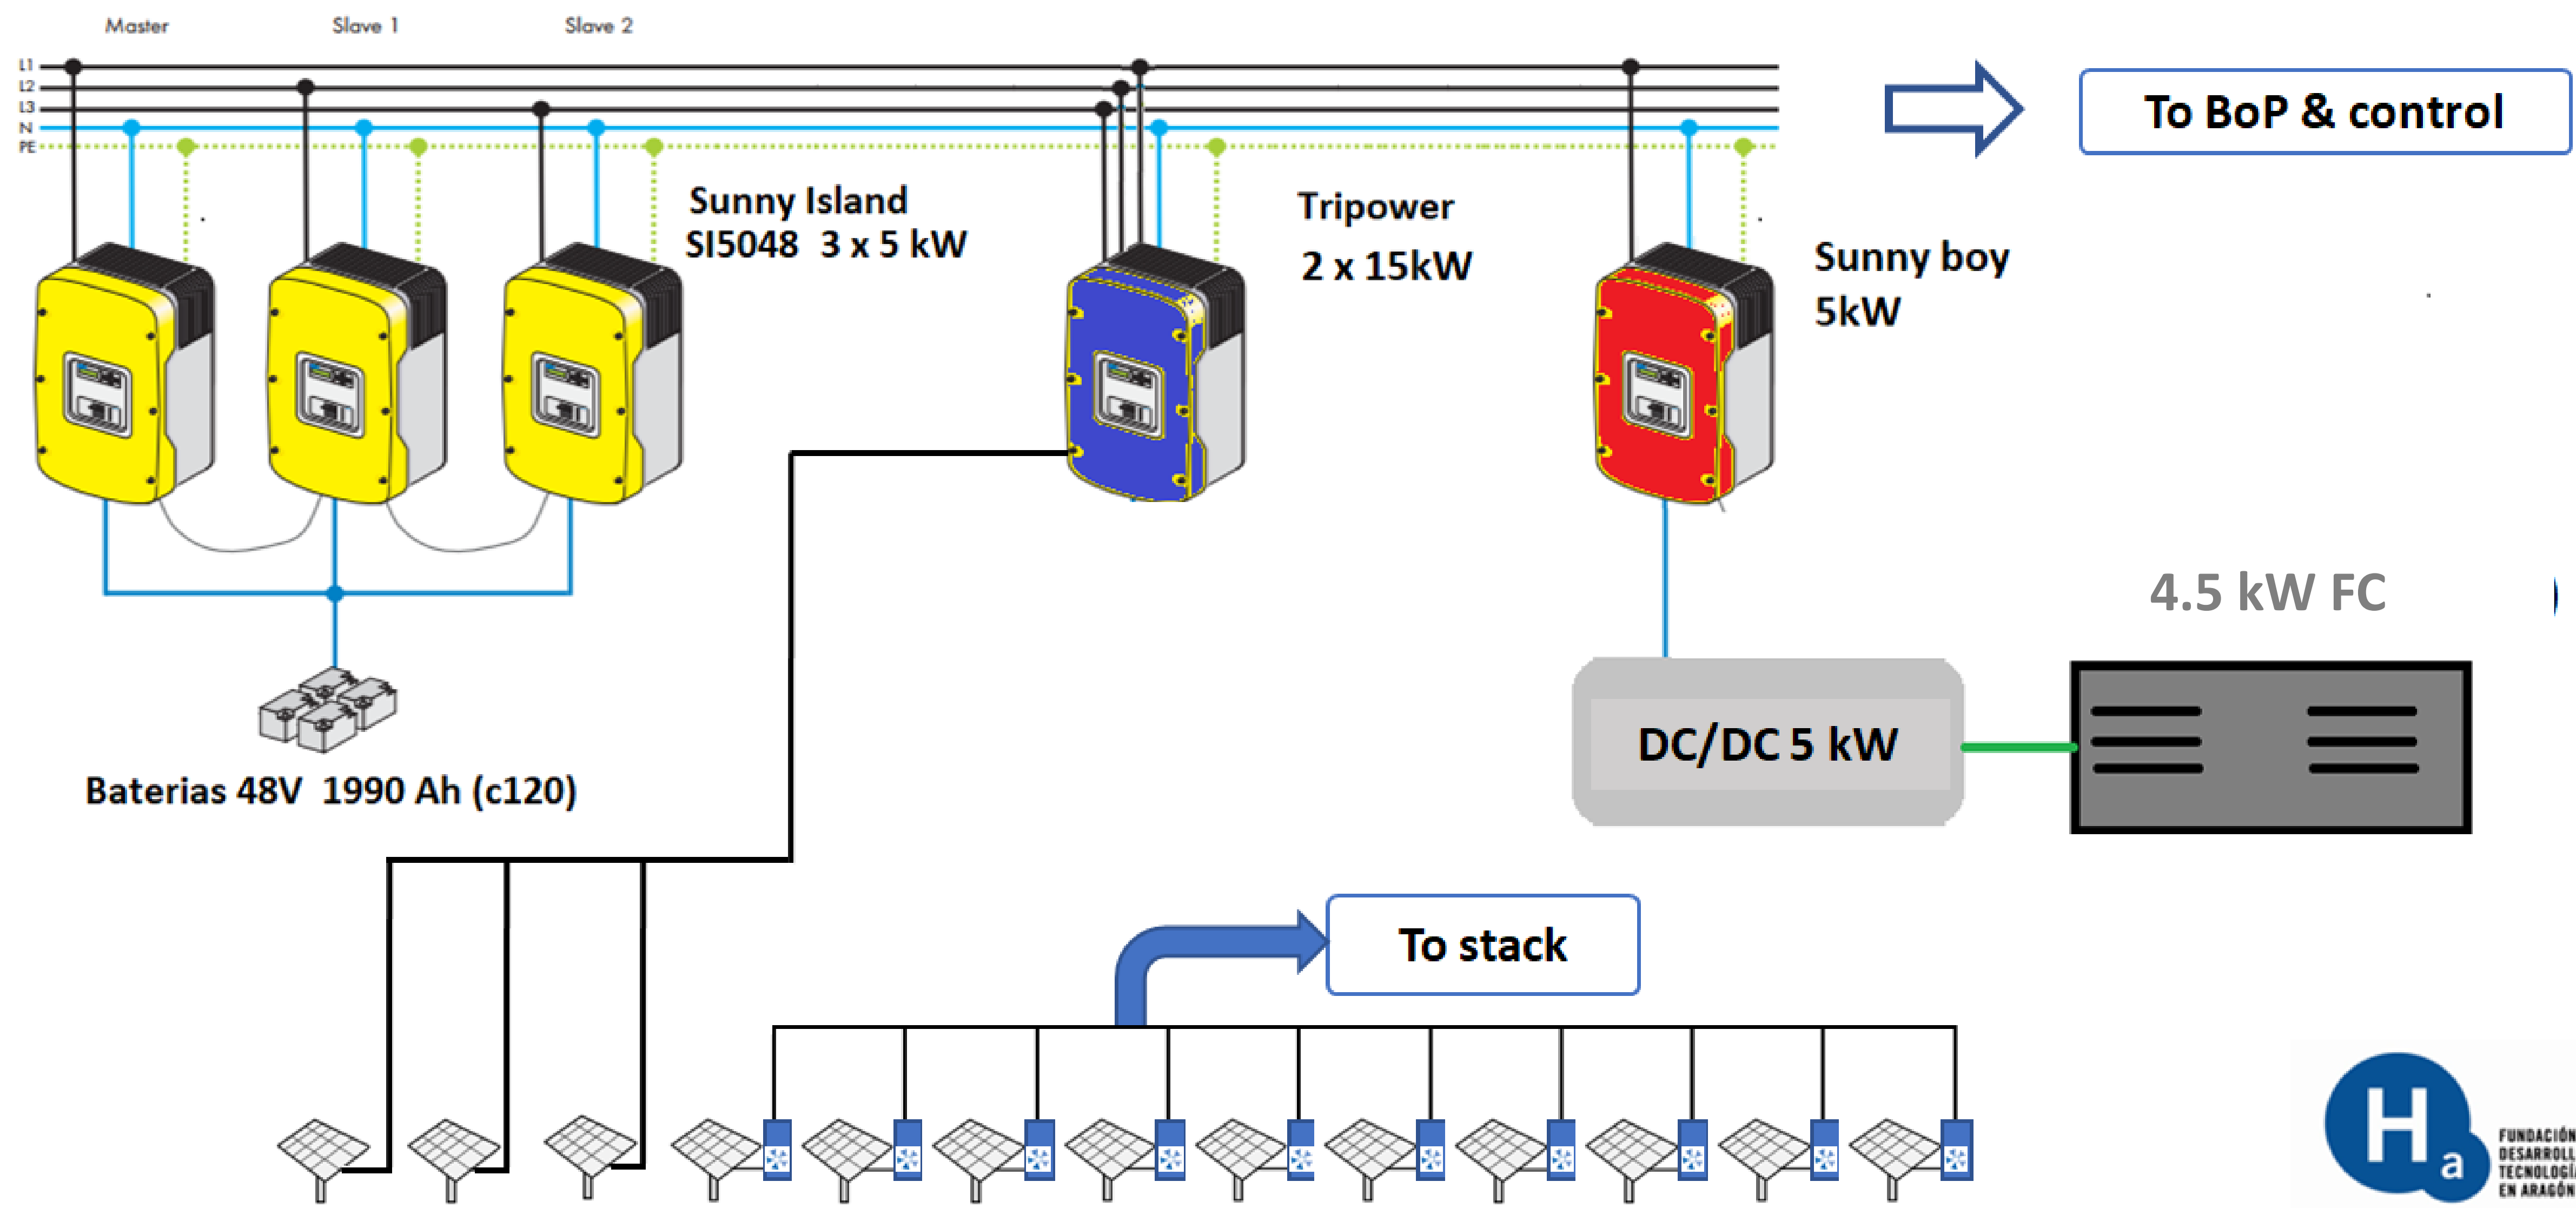 Master Slave 1 Slave 2
L1
L2
L3
N
PE
To BoP & control
Sunny Island
SI5048 3 x 5 kW
Tripower
2 x 15kW
Sunny boy
5kW
4.5 kW FC
DC/DC 5 kW
Baterias 48V 1990 Ah (c120)
To stack
Ha
FUNDACIÓN
DESARROLL
TECNOLOGÍA
EN ARAGÓN